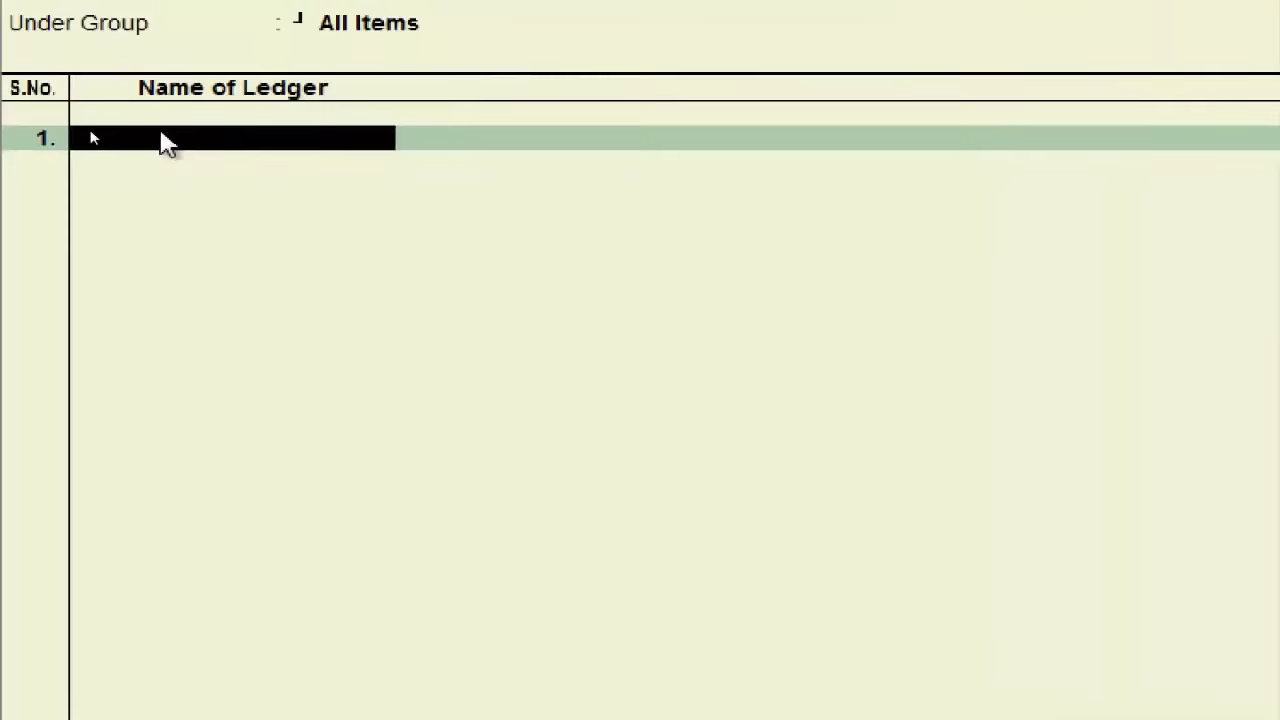 Under Group : ┘ All Items
S.No. Name of Ledger
1.